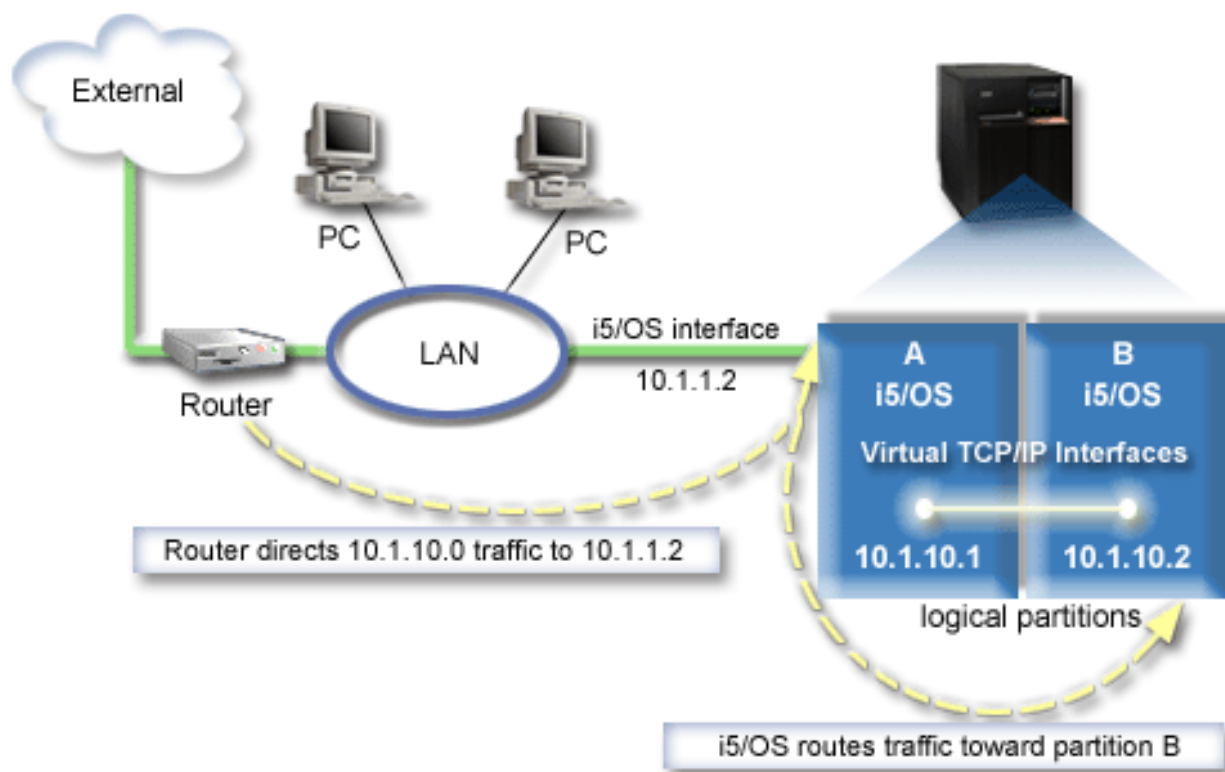 External
PC
PC
Router
LAN
i5/OS interface
10.1.1.2
Router directs 10.1.10.0 traffic to 10.1.1.2
A
i5/OS
B
i5/OS
Virtual TCP/IP Interfaces
10.1.10.1
10.1.10.2
logical partitions
i5/OS routes traffic toward partition B